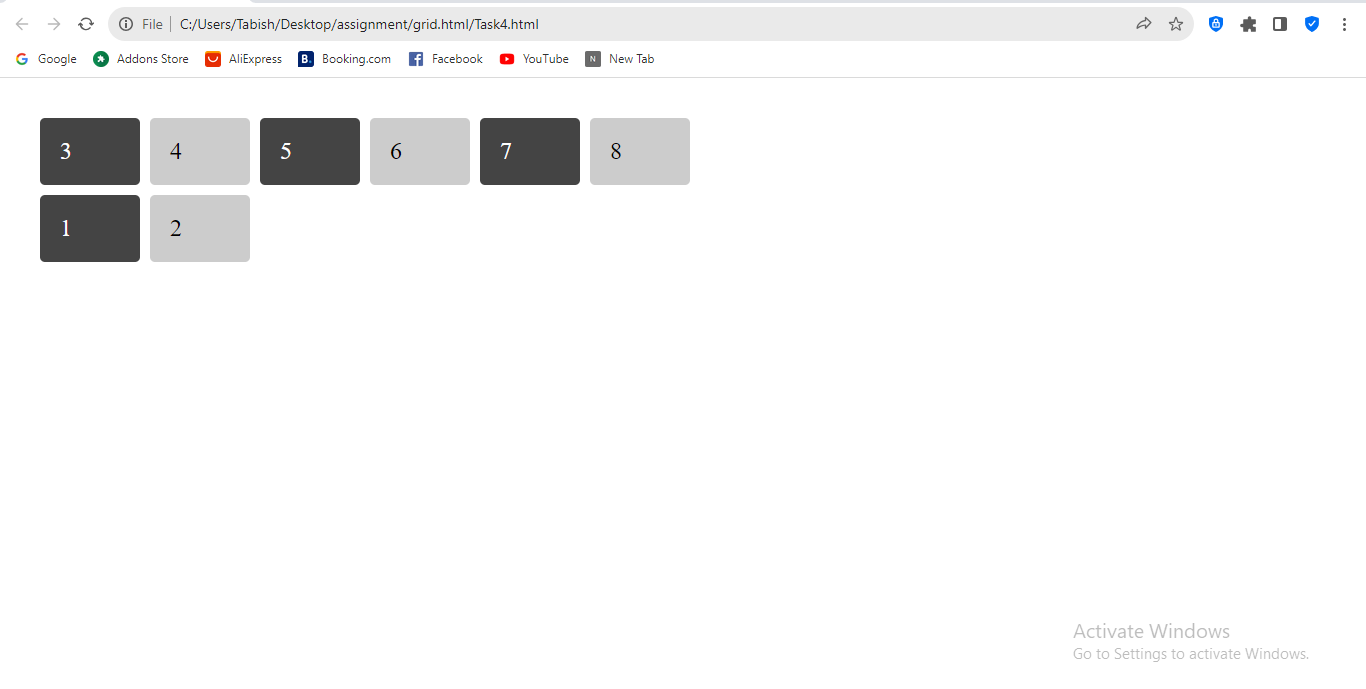 File C:/Users/Tabish/Desktop/assignment/grid.html/Task4.html
Google Addons Store AliExpress B. Booking.com Facebook YouTube N New Tab
3 4 5 6 7 8
1 2
Activate Windows
Go to Settings to activate Windows.